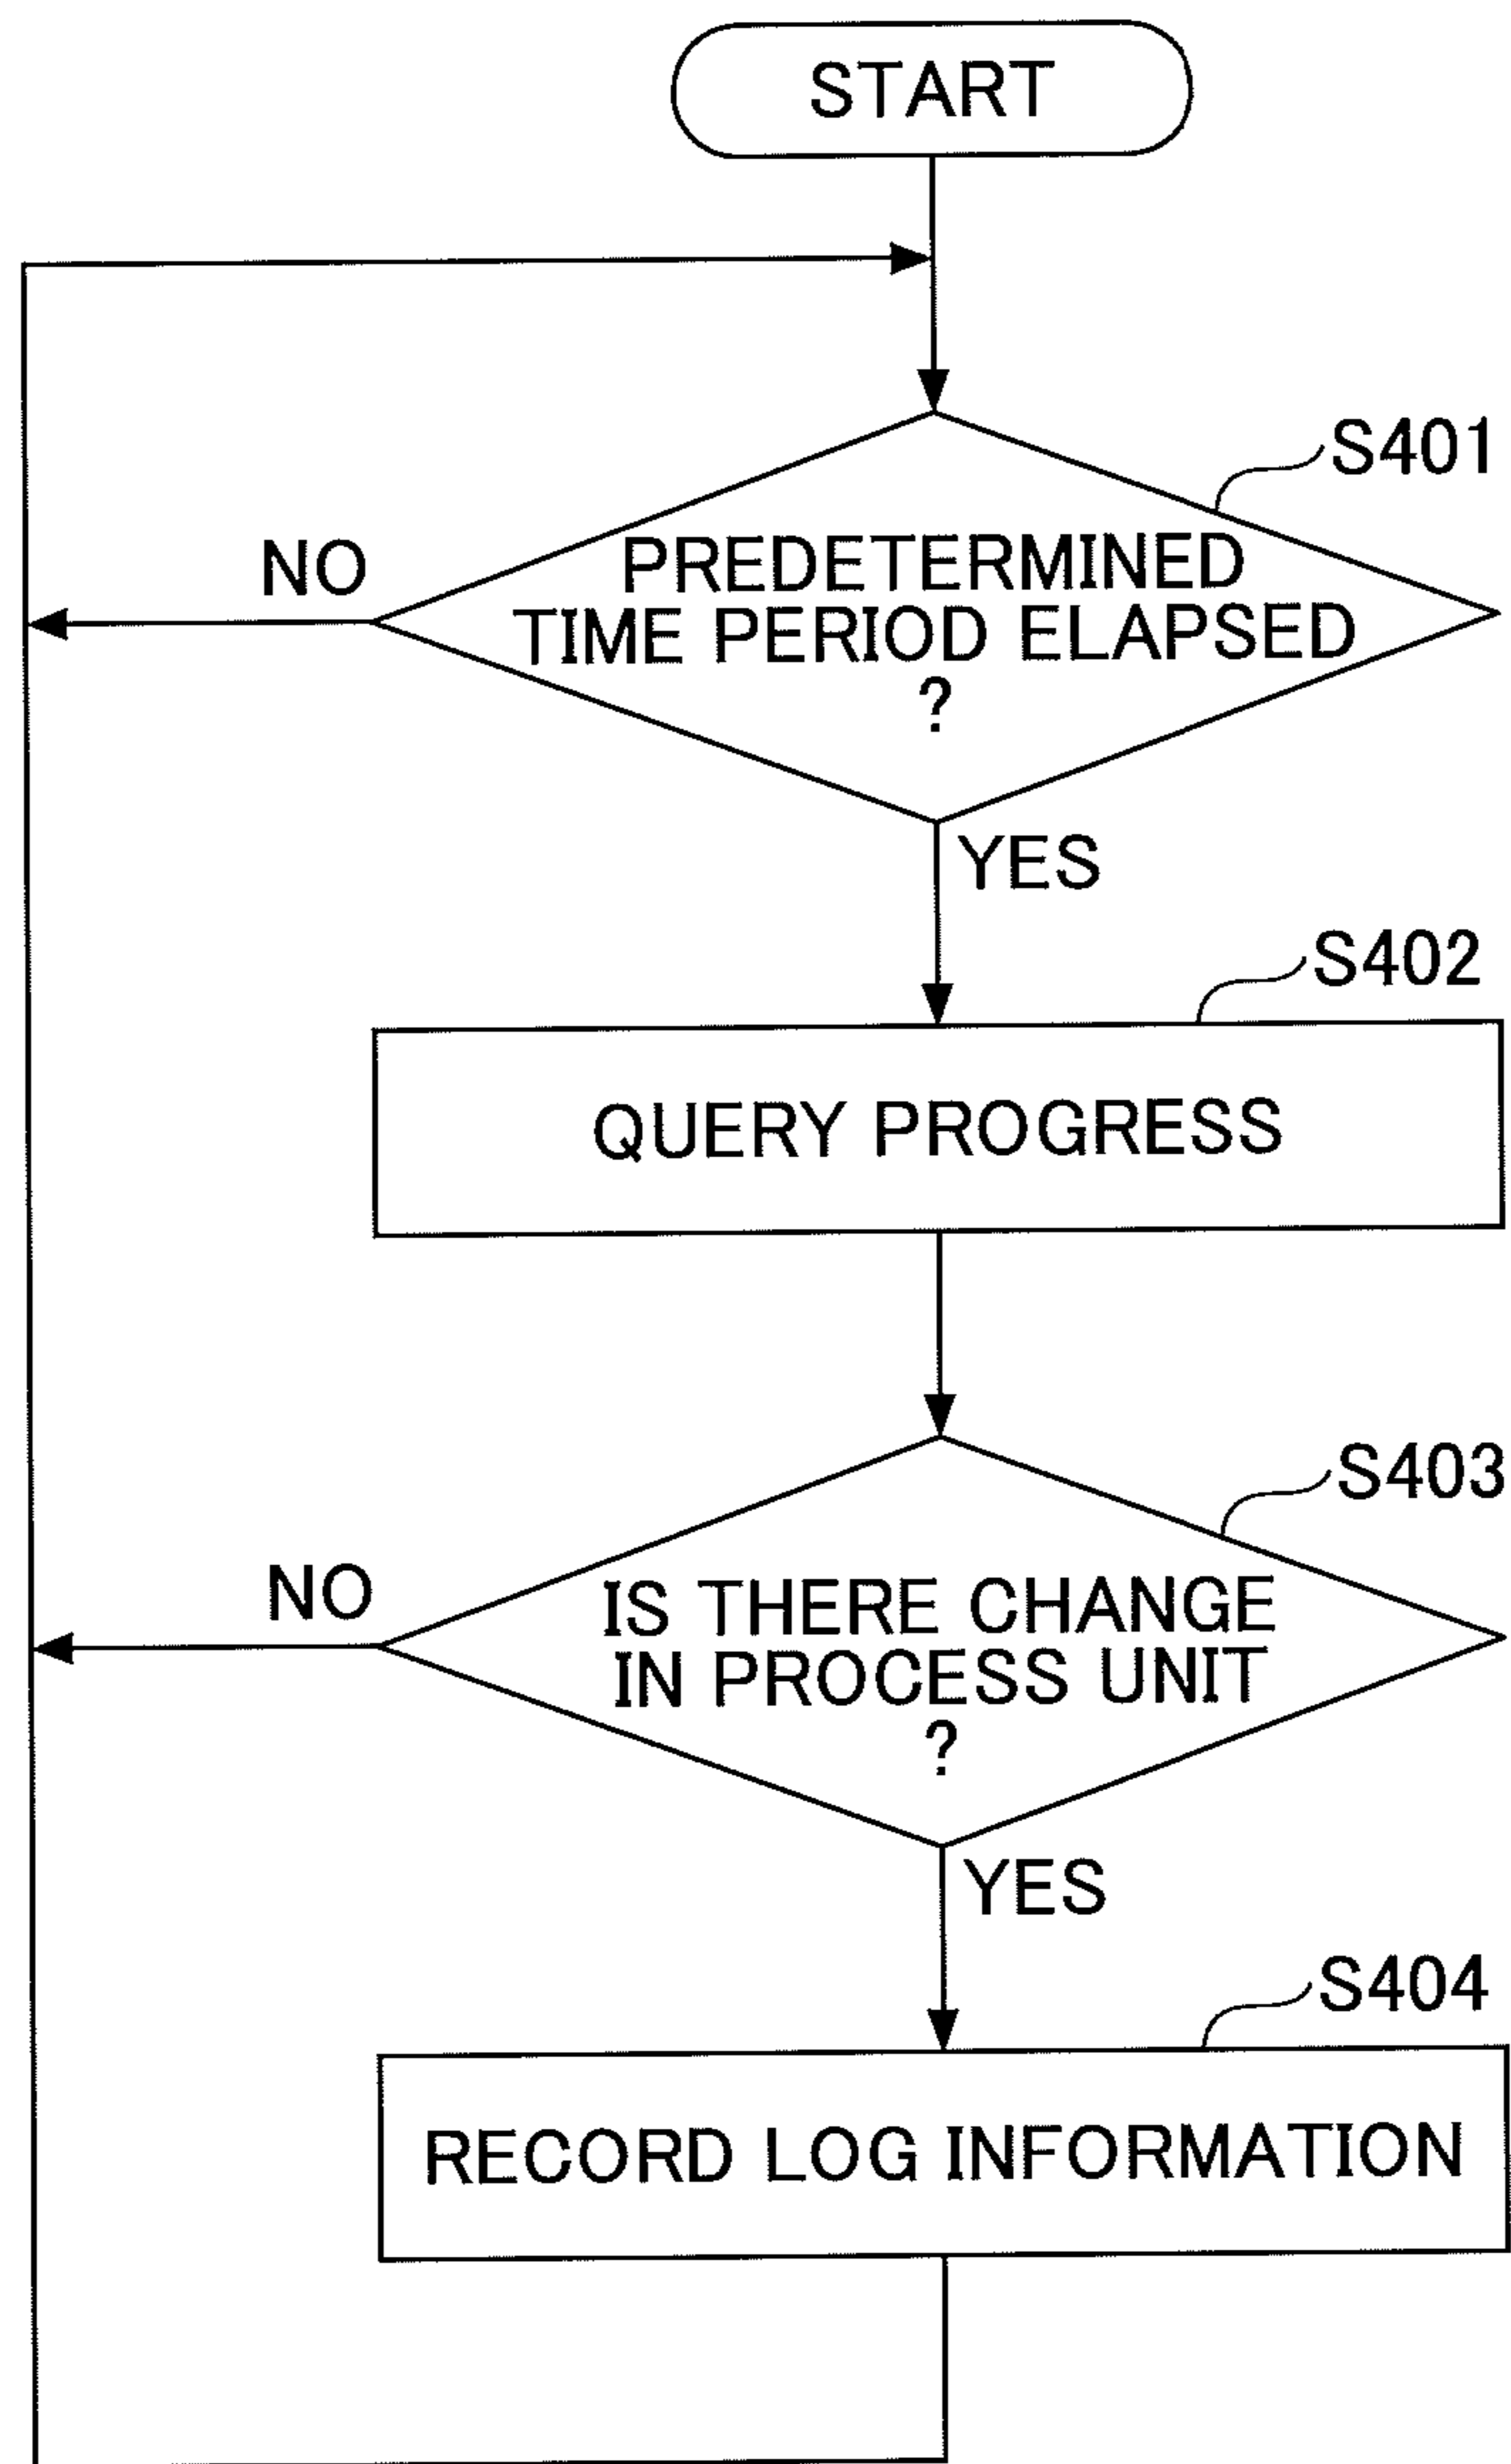 START
S401
NO
PREDETERMINED
TIME PERIOD ELAPSED
?
YES
S402
QUERY PROGRESS
S403
NO
IS THERE CHANGE
IN PROCESS UNIT
?
YES
S404
RECORD LOG INFORMATION